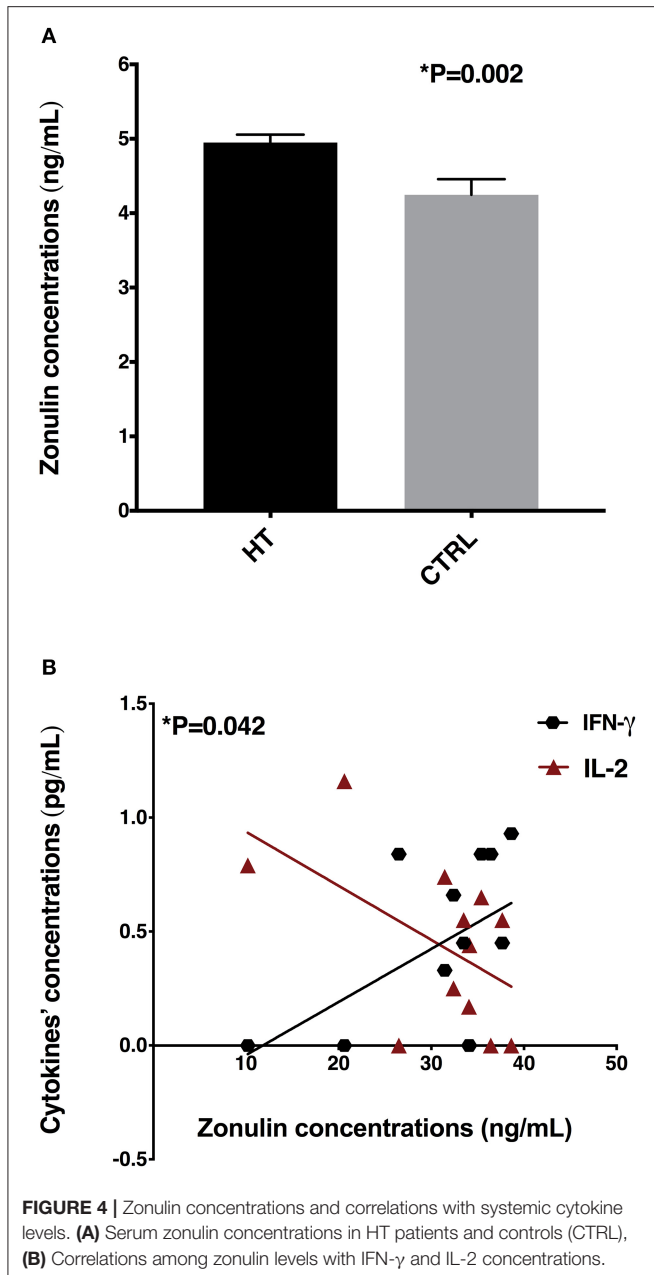 A
*P=0.002
Zonulin concentrations (ng/mL)
6
5
4
3
2
1
0
HT
CTRL
B
*P=0.042
IFN-γ
IL-2
Cytokines' concentrations (pg/mL)
1.5
1.0
0.5
0.0
-0.5
10
20
30
40
50
Zonulin concentrations (ng/mL)
FIGURE 4 | Zonulin concentrations and correlations with systemic cytokine
levels. (A) Serum zonulin concentrations in HT patients and controls (CTRL),
(B) Correlations among zonulin levels with IFN-γ and IL-2 concentrations.